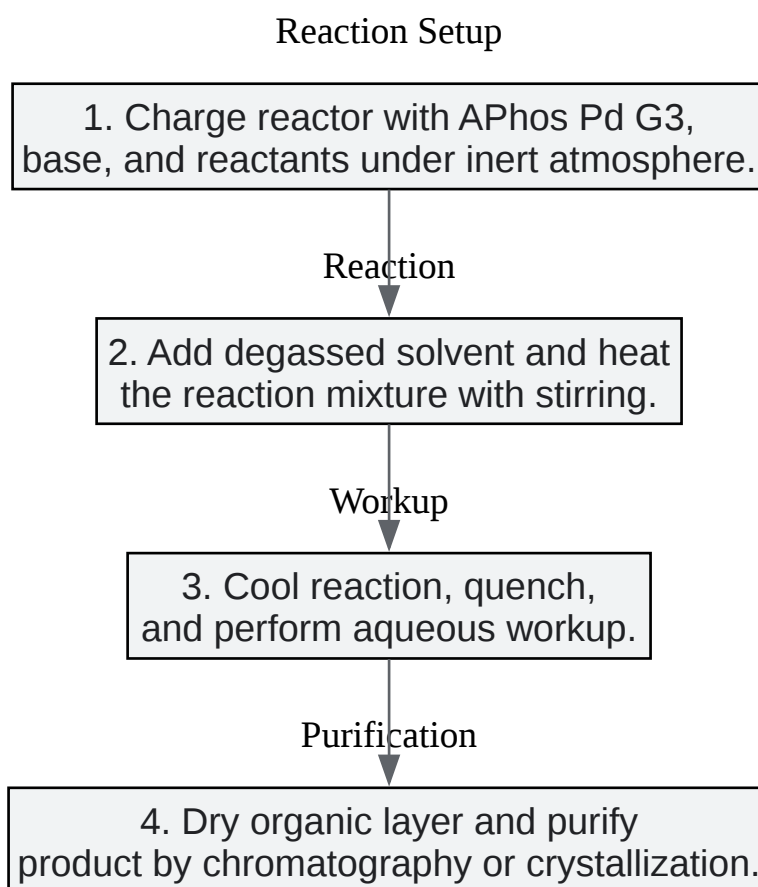 Reaction Setup
1. Charge reactor with APhos Pd G3,
base, and reactants under inert atmosphere.
Reaction
2. Add degassed solvent and heat
the reaction mixture with stirring.
Workup
3. Cool reaction, quench,
and perform aqueous workup.
Purification
4. Dry organic layer and purify
product by chromatography or crystallization.